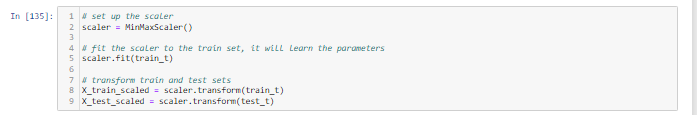 In [135]:
1 # set up the scaler
2 scaler = MinMaxScaler()
3
4 # fit the scaler to the train set, it will learn the parameters
5 scaler.fit(train_t)
6
7 # transform train and test sets
8 X_train_scaled = scaler.transform(train_t)
9 X_test_scaled = scaler.transform(test_t)